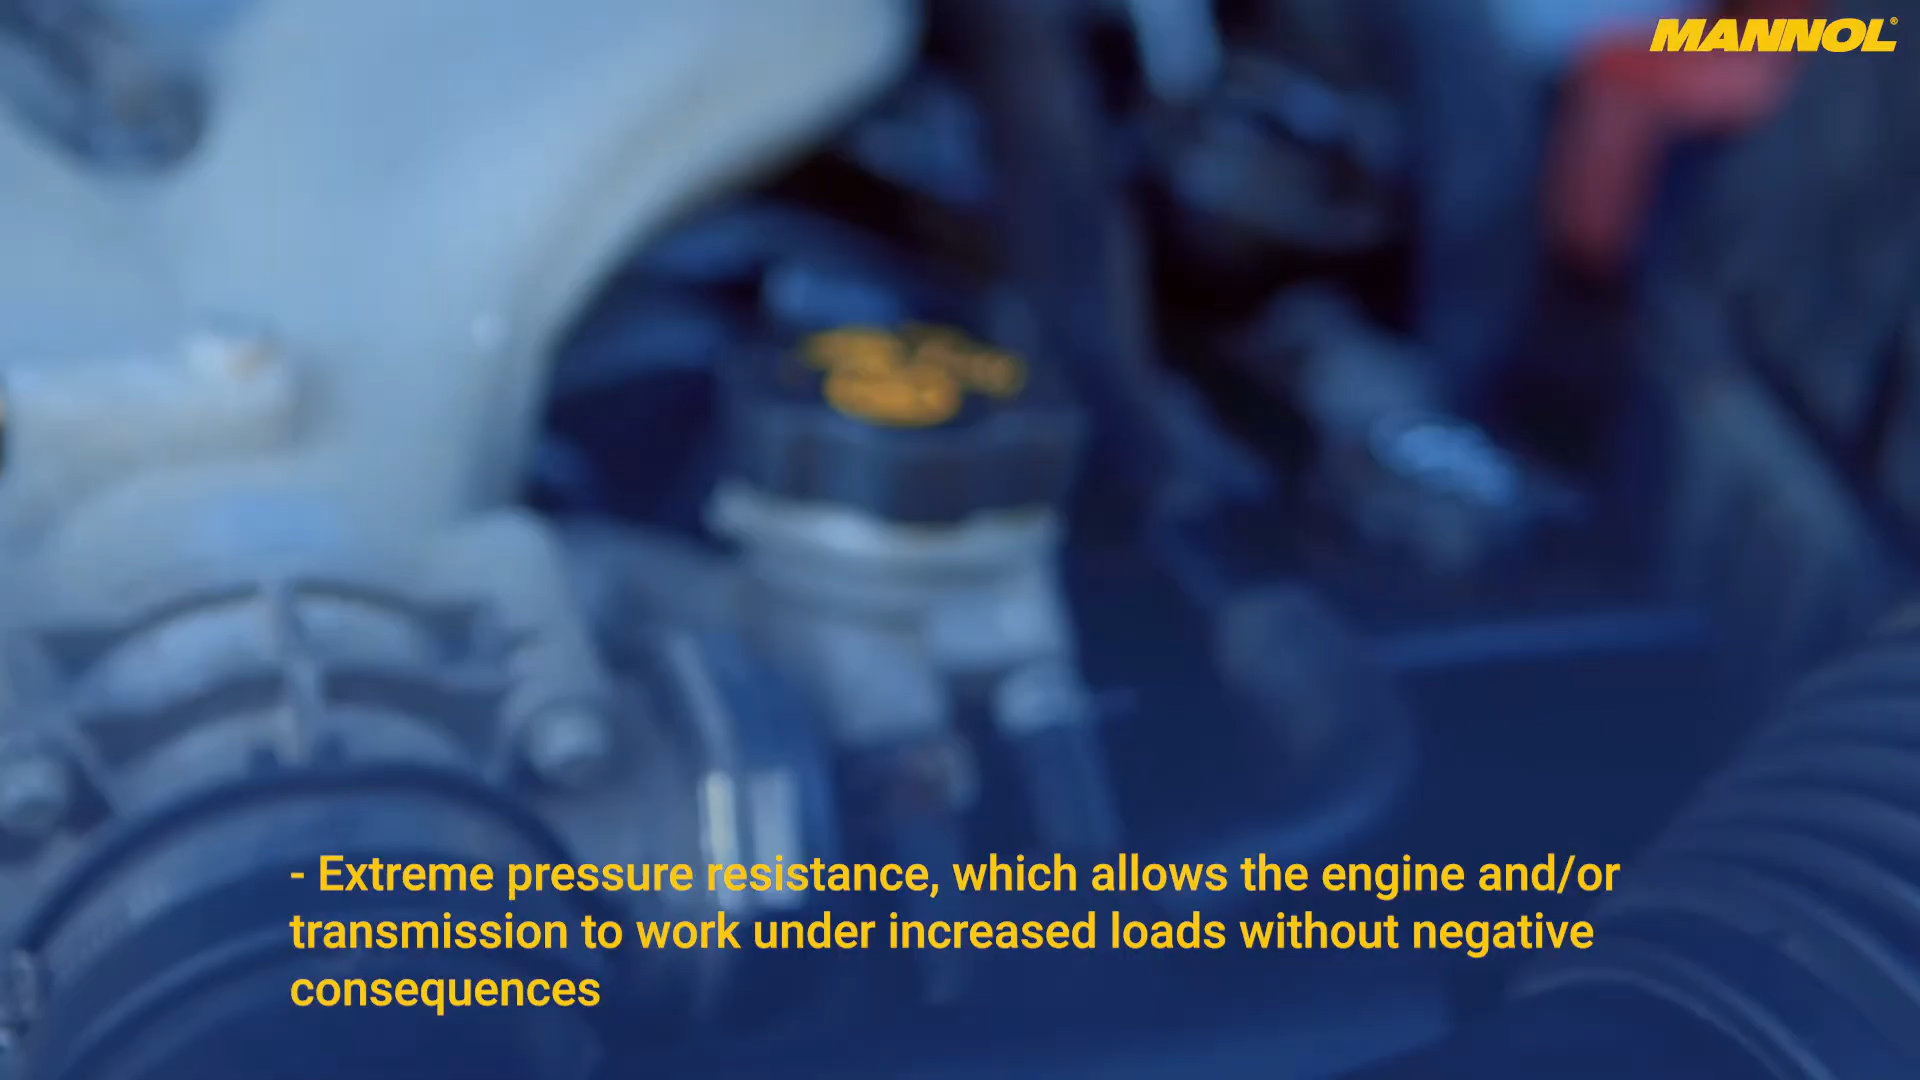 MANNOL®
- Extreme pressure resistance, which allows the engine and/or
transmission to work under increased loads without negative
consequences